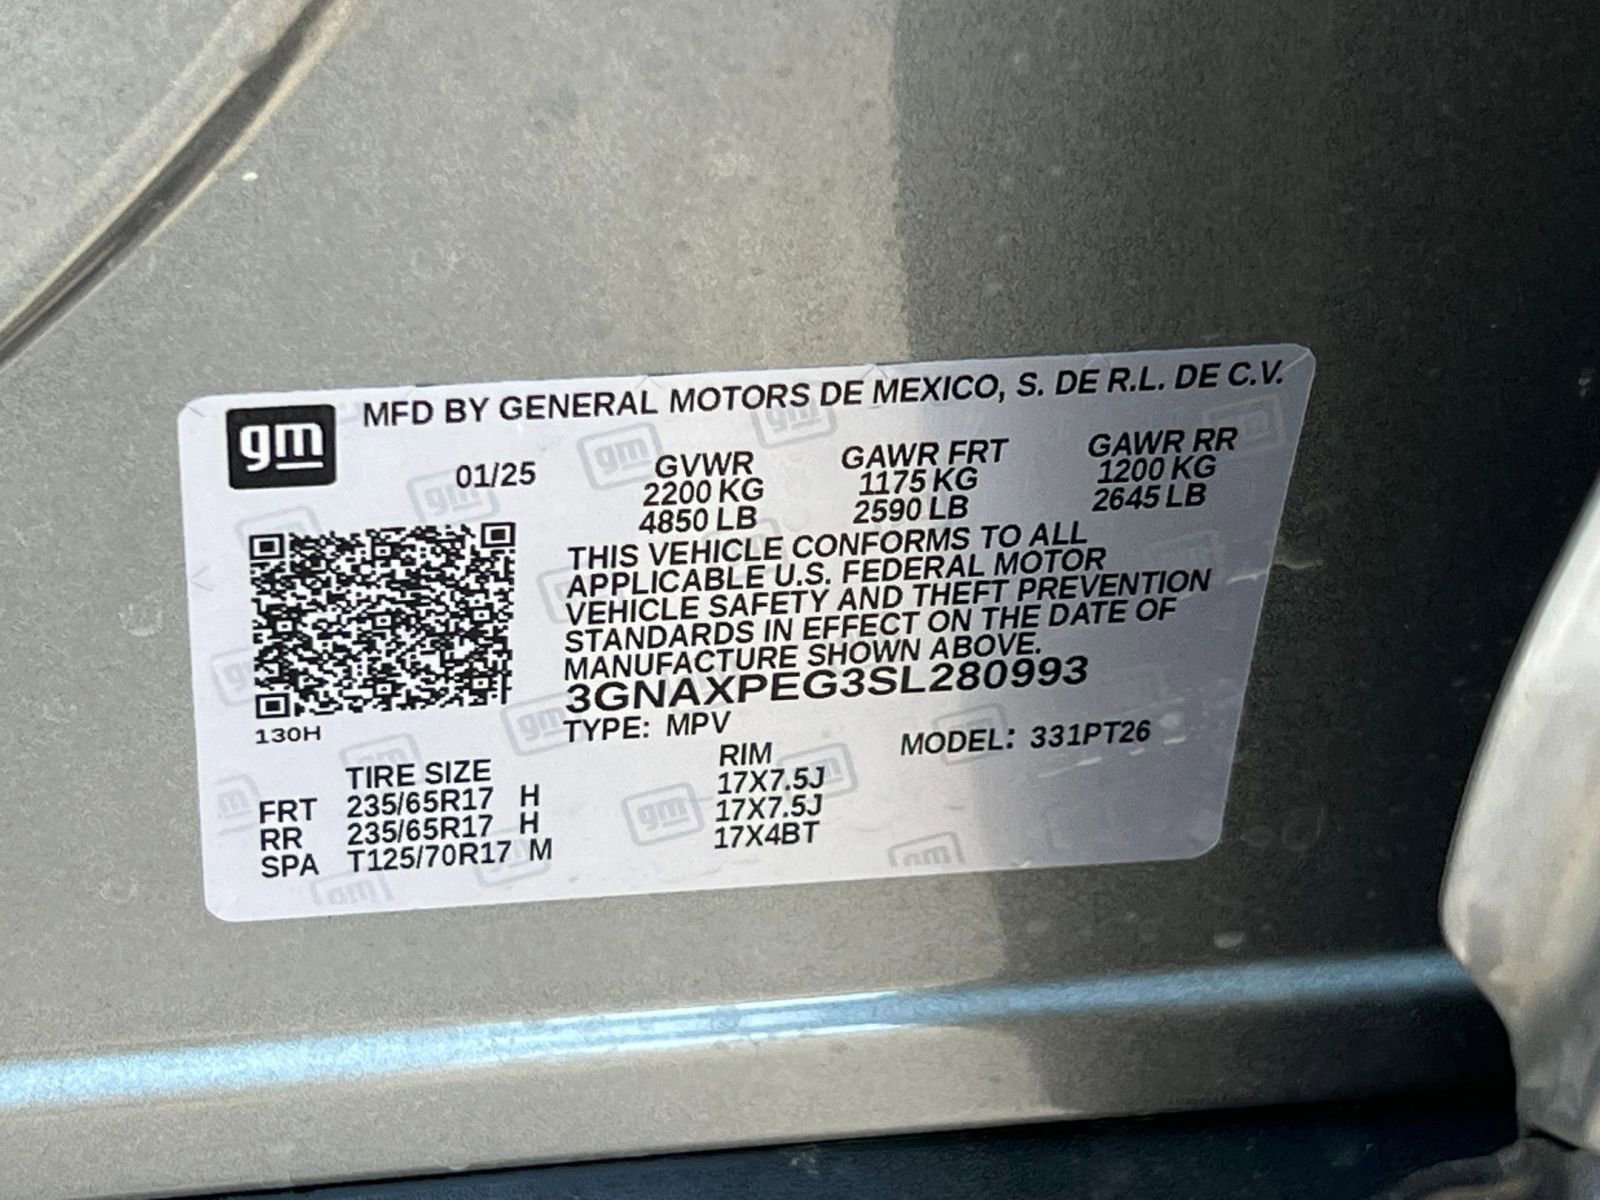 gm MFD BY GENERAL MOTORS DE MEXICO, S. DE R.L. DE C.V.
01/25 GVWR GAWR FRT GAWR RR
2200 KG 1175 KG 1200 KG
4850 LB 2590 LB 2645 LB
THIS VEHICLE CONFORMS TO ALL
APPLICABLE U.S. FEDERAL MOTOR
VEHICLE SAFETY AND THEFT PREVENTION
STANDARDS IN EFFECT ON THE DATE OF
MANUFACTURE SHOWN ABOVE.
3GNAXPEG3SL280993
130H
TYPE: MPV MODEL: 331PT26
TIRE SIZE RIM
FRT 235/65R17 H 17X7.5J
RR 235/65R17 H 17X7.5J
SPA T125/70R17 M 17X4BT